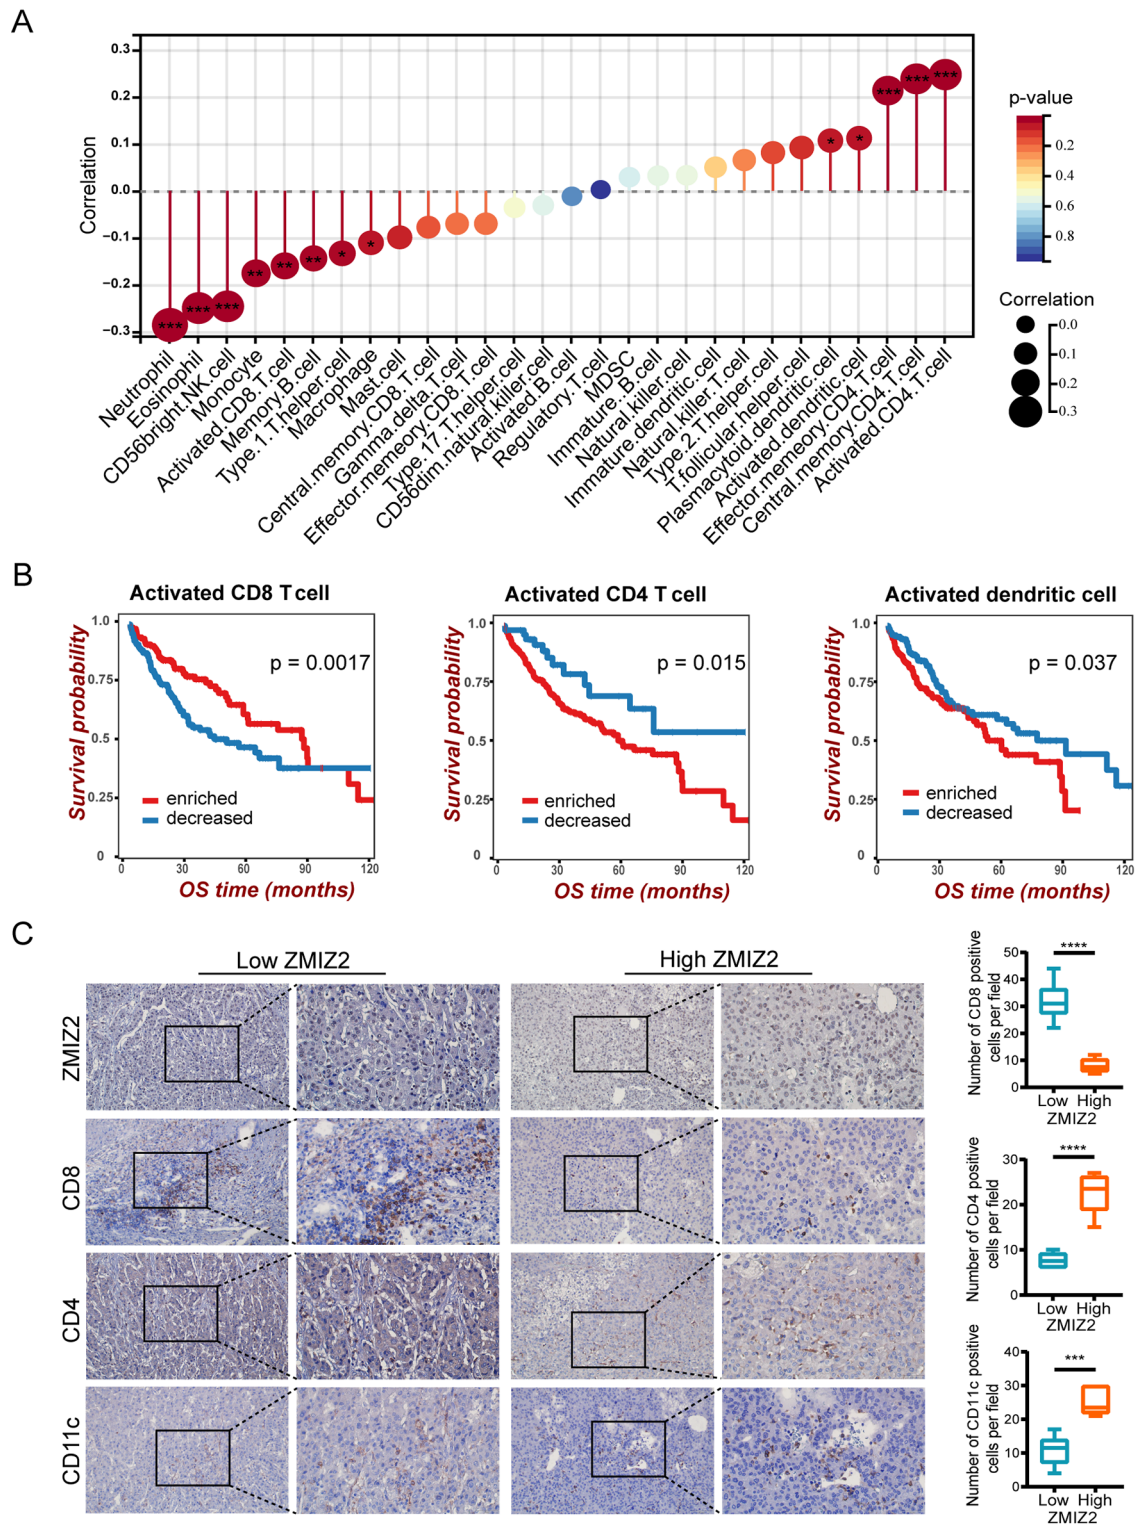 A
0.3
0.2
0.1
0.0
−0.1
−0.2
−0.3
Correlation
***
***
***
**
**
**
*
*
*
*
***
***
***
Neutrophil
Eosinophil
CD56bright.NK.cell
Monocyte
Activated.CD8.T.cell
Memory.B.cell
Type.1.T.helper.cell
Macrophage
Mast.cell
Central.memory.CD8.T.cell
Gamma.delta.T.cell
Effector.memeory.CD8.T.cell
Type.17.T.helper.cell
CD56dim.natural.killer.cell
Activated.B.cell
Regulatory.T.cell
MDSC
Immature.B.cell
Natural.killer.cell
Immature.dendritic.cell
Natural.killer.T.cell
Type.2.T.helper.cell
T.follicular.helper.cell
Plasmacytoid.dendritic.cell
Activated.dendritic.cell
Effector.memeory.CD4.T.cell
Central.memory.CD4.T.cell
Activated.CD4.T.cell
p-value
0.2
0.4
0.6
0.8
Correlation
0.0
0.1
0.2
0.3
B
Activated CD8 T cell
Survival probability
1.0
0.75
0.5
0.25
0
p = 0.0017
enriched
decreased
0 30 60 90 120
OS time (months)
Activated CD4 T cell
Survival probability
1.0
0.75
0.5
0.25
0
p = 0.015
enriched
decreased
0 30 60 90 120
OS time (months)
Activated dendritic cell
Survival probability
1.0
0.75
0.5
0.25
0
p = 0.037
enriched
decreased
0 30 60 90 120
OS time (months)
C
Low ZMIZ2
High ZMIZ2
ZMIZ2
CD8
CD4
CD11c
Number of CD8 positive
cells per field
50
40
30
20
10
0
****
Low High
ZMIZ2
Number of CD4 positive
cells per field
30
20
10
0
****
Low High
ZMIZ2
Number of CD11c positive
cells per field
40
30
20
10
0
***
Low High
ZMIZ2